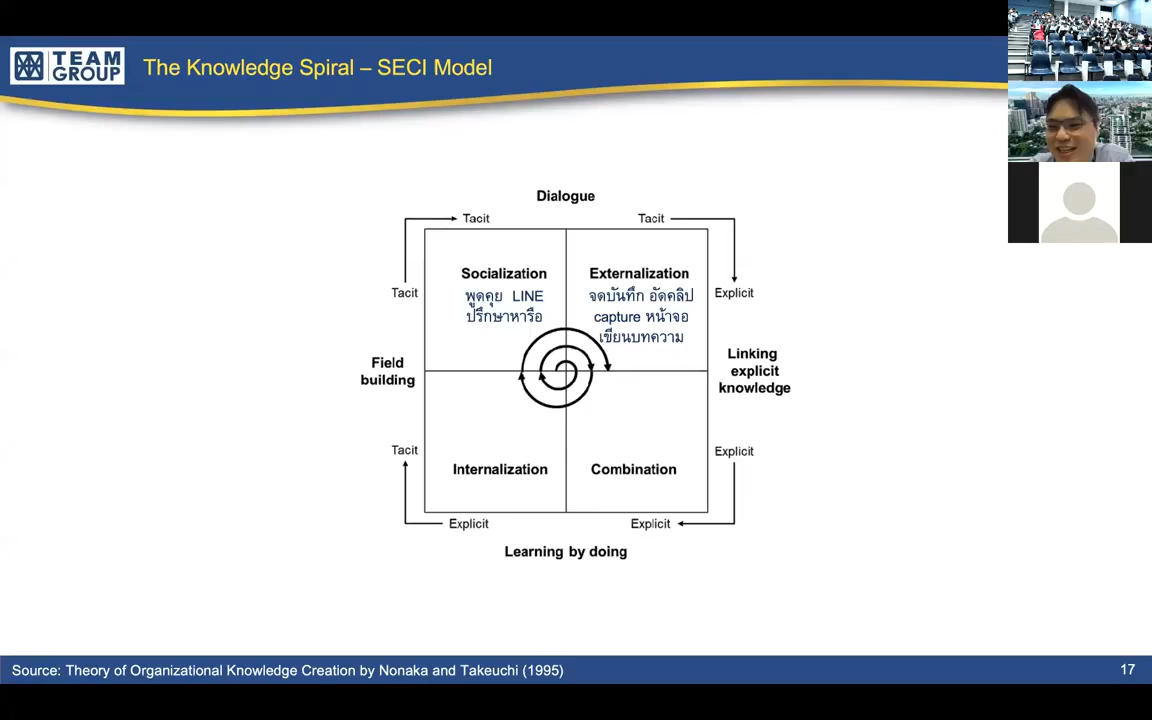 TEAM
GROUP
The Knowledge Spiral – SECI Model
Dialogue
Tacit
Tacit
Tacit
Socialization
พูดคุย LINE
ปรึกษาหารือ
Externalization
จดบันทึก อัดคลิป
capture หน้าจอ
เขียนบทความ
Explicit
Field
building
Linking
explicit
knowledge
Tacit
Internalization
Combination
Explicit
Explicit
Explicit
Learning by doing
Source: Theory of Organizational Knowledge Creation by Nonaka and Takeuchi (1995)
17